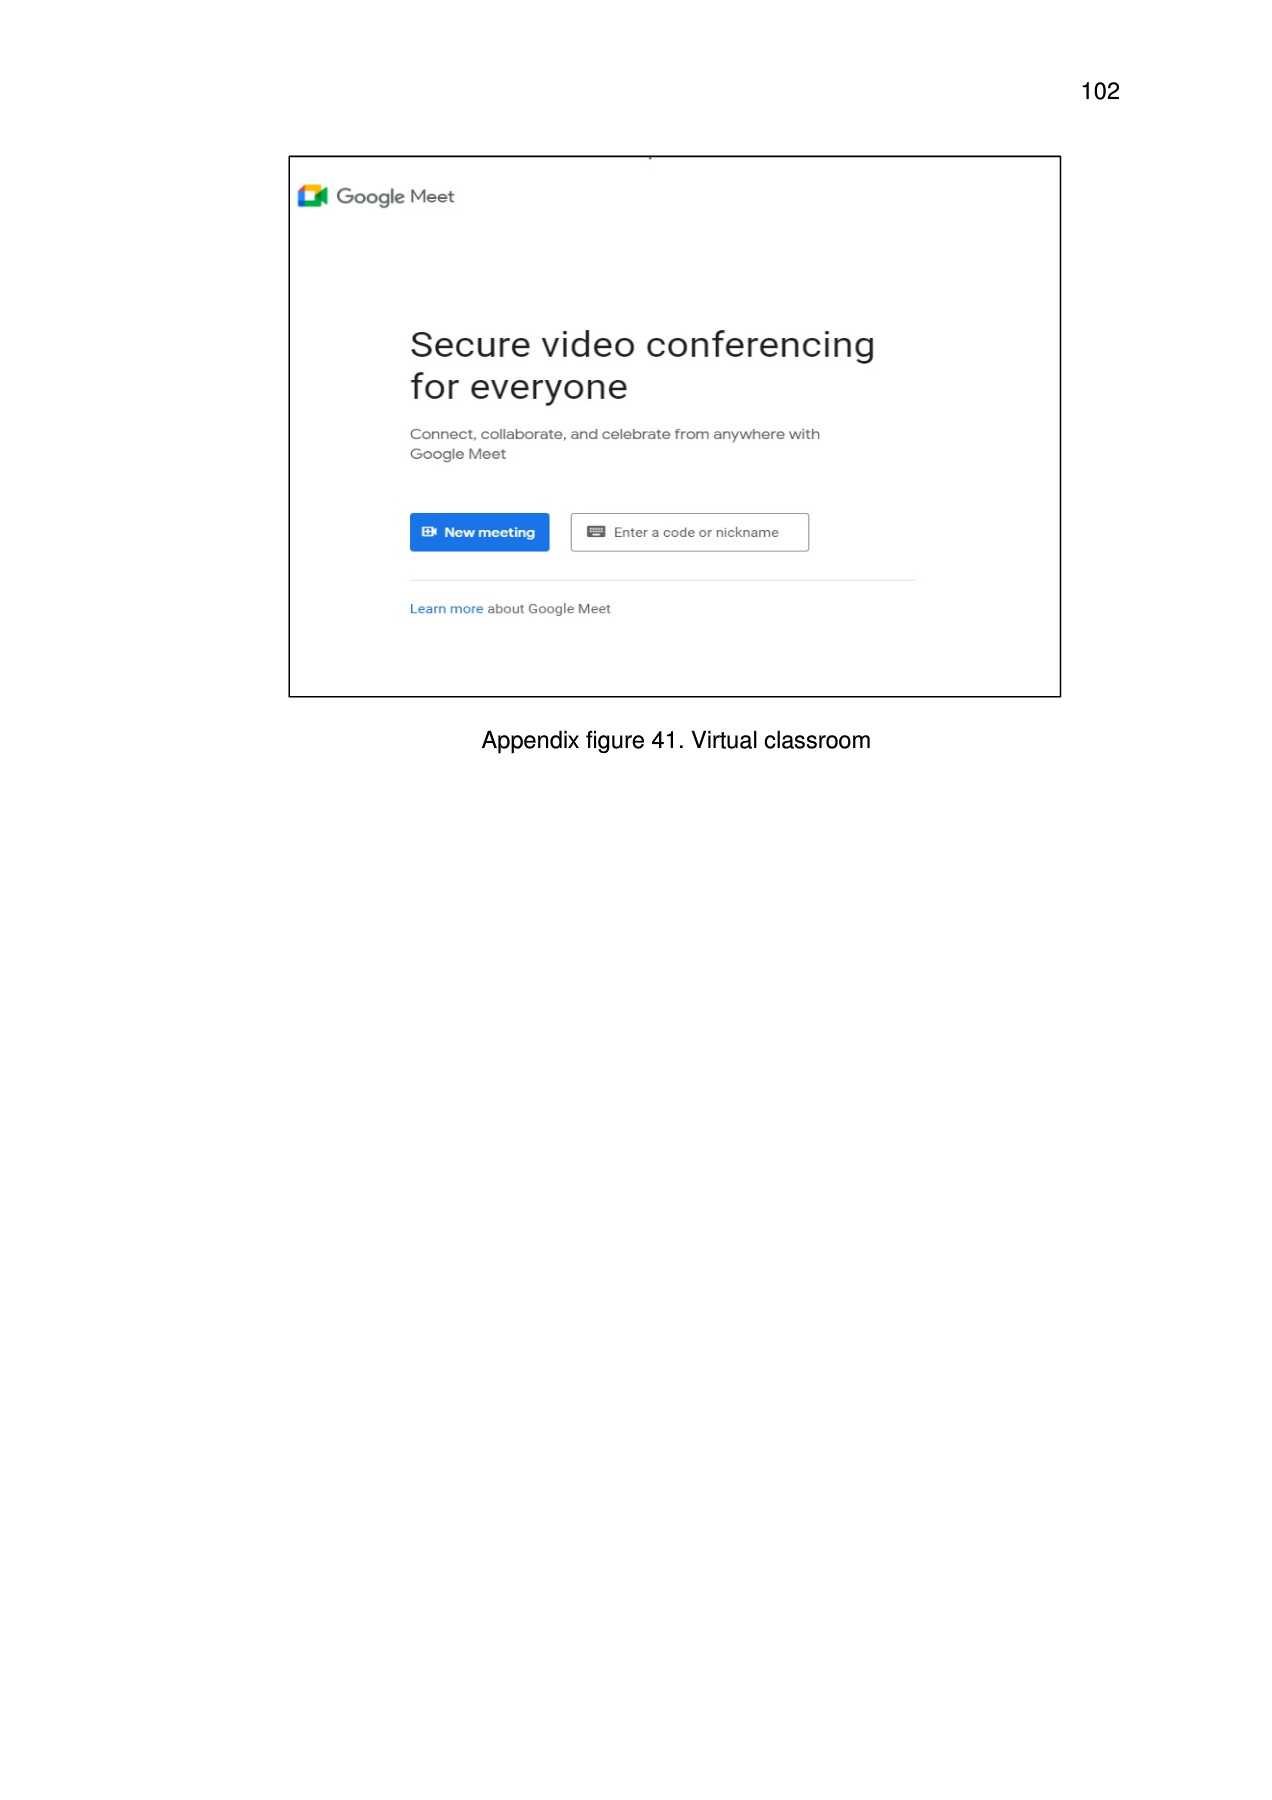 102
Google Meet
Secure video conferencing
for everyone
Connect, collaborate, and celebrate from anywhere with
Google Meet
New meeting
Enter a code or nickname
Learn more about Google Meet
Appendix figure 41. Virtual classroom